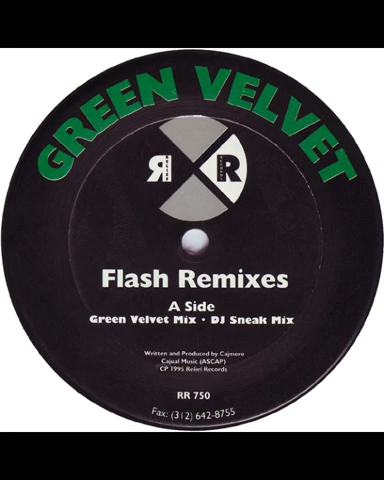 GREEN VELVET
R R
Flash Remixes
A Side
Green Velvet Mix · DJ Sneak Mix
Written and Produced by Cajmere
Cajual Music (ASCAP)
CP 1995 Relief Records
RR 750
Fax: (312) 642-8755